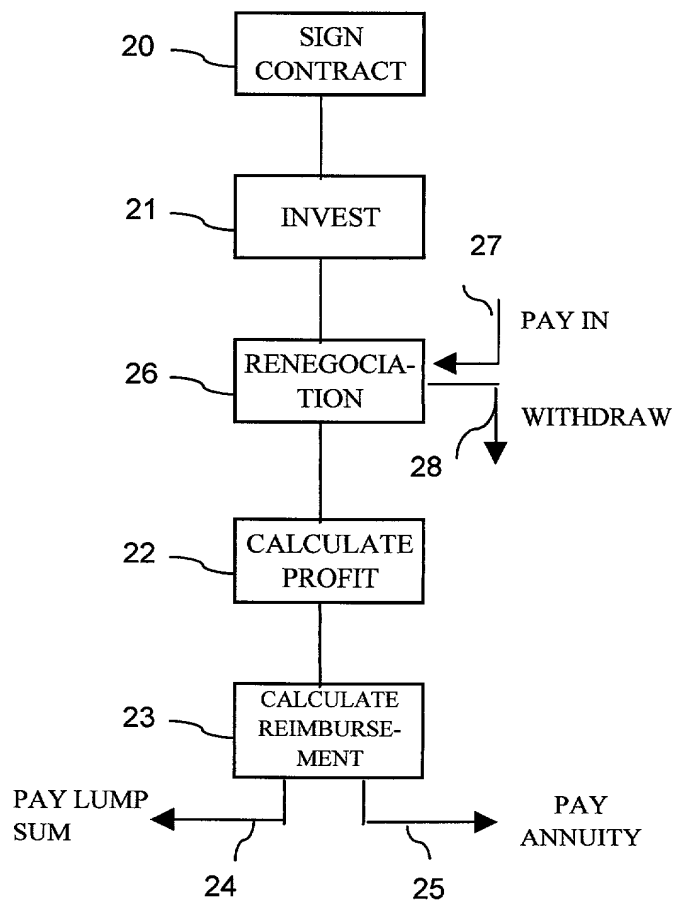 20
SIGN
CONTRACT
21
INVEST
27
PAY IN
26
RENEGOCIA-
TION
WITHDRAW
28
22
CALCULATE
PROFIT
23
CALCULATE
REIMBURSE-
MENT
PAY LUMP
SUM
PAY
ANNUITY
24
25